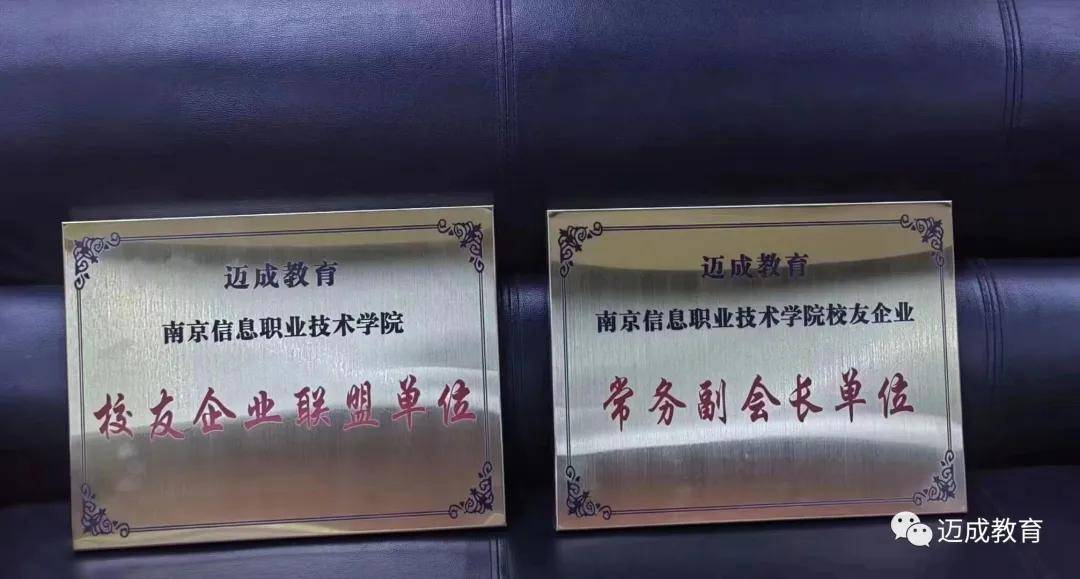 迈成教育
南京信息职业技术学院
校友企业联盟单位
迈成教育
南京信息职业技术学院校友企业
常务副会长单位
迈成教育